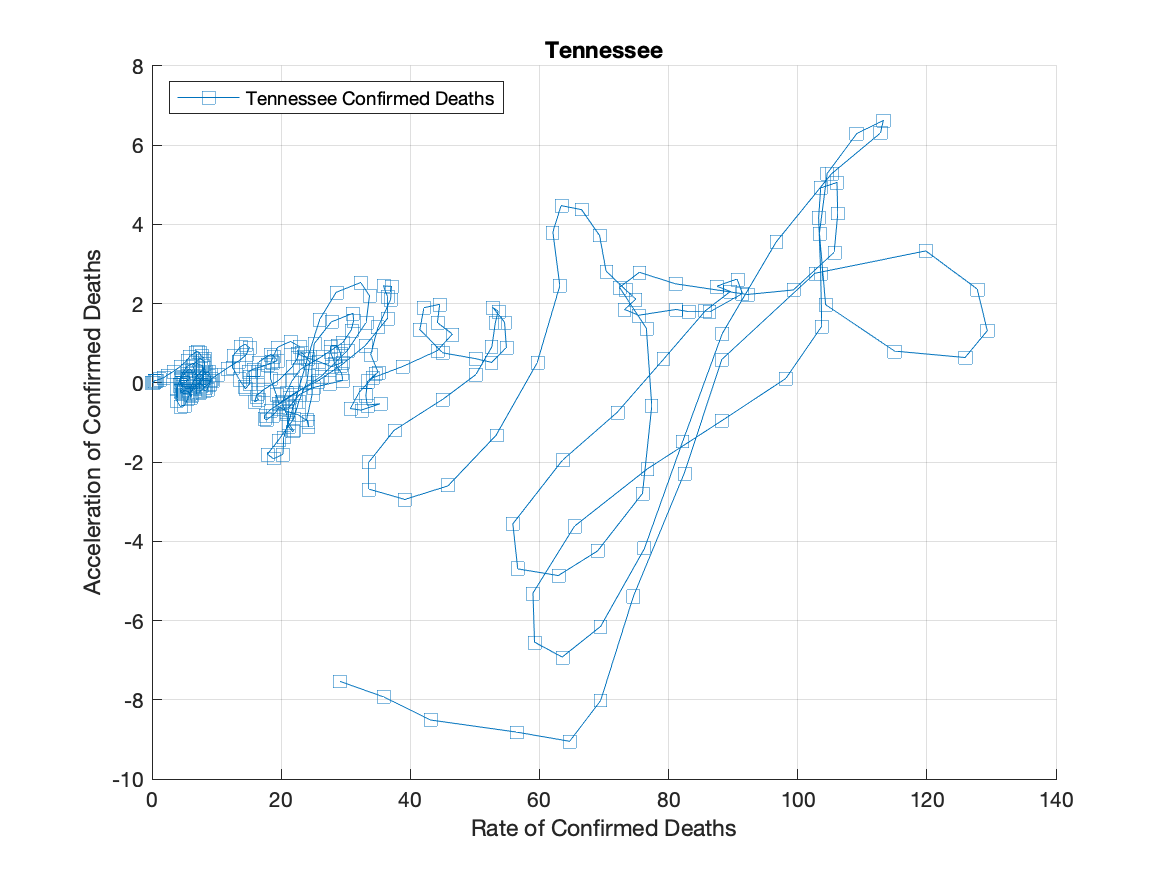 Tennessee
Tennessee Confirmed Deaths
8
6
4
2
0
-2
-4
-6
-8
-10
Acceleration of Confirmed Deaths
0 20 40 60 80 100 120 140
Rate of Confirmed Deaths